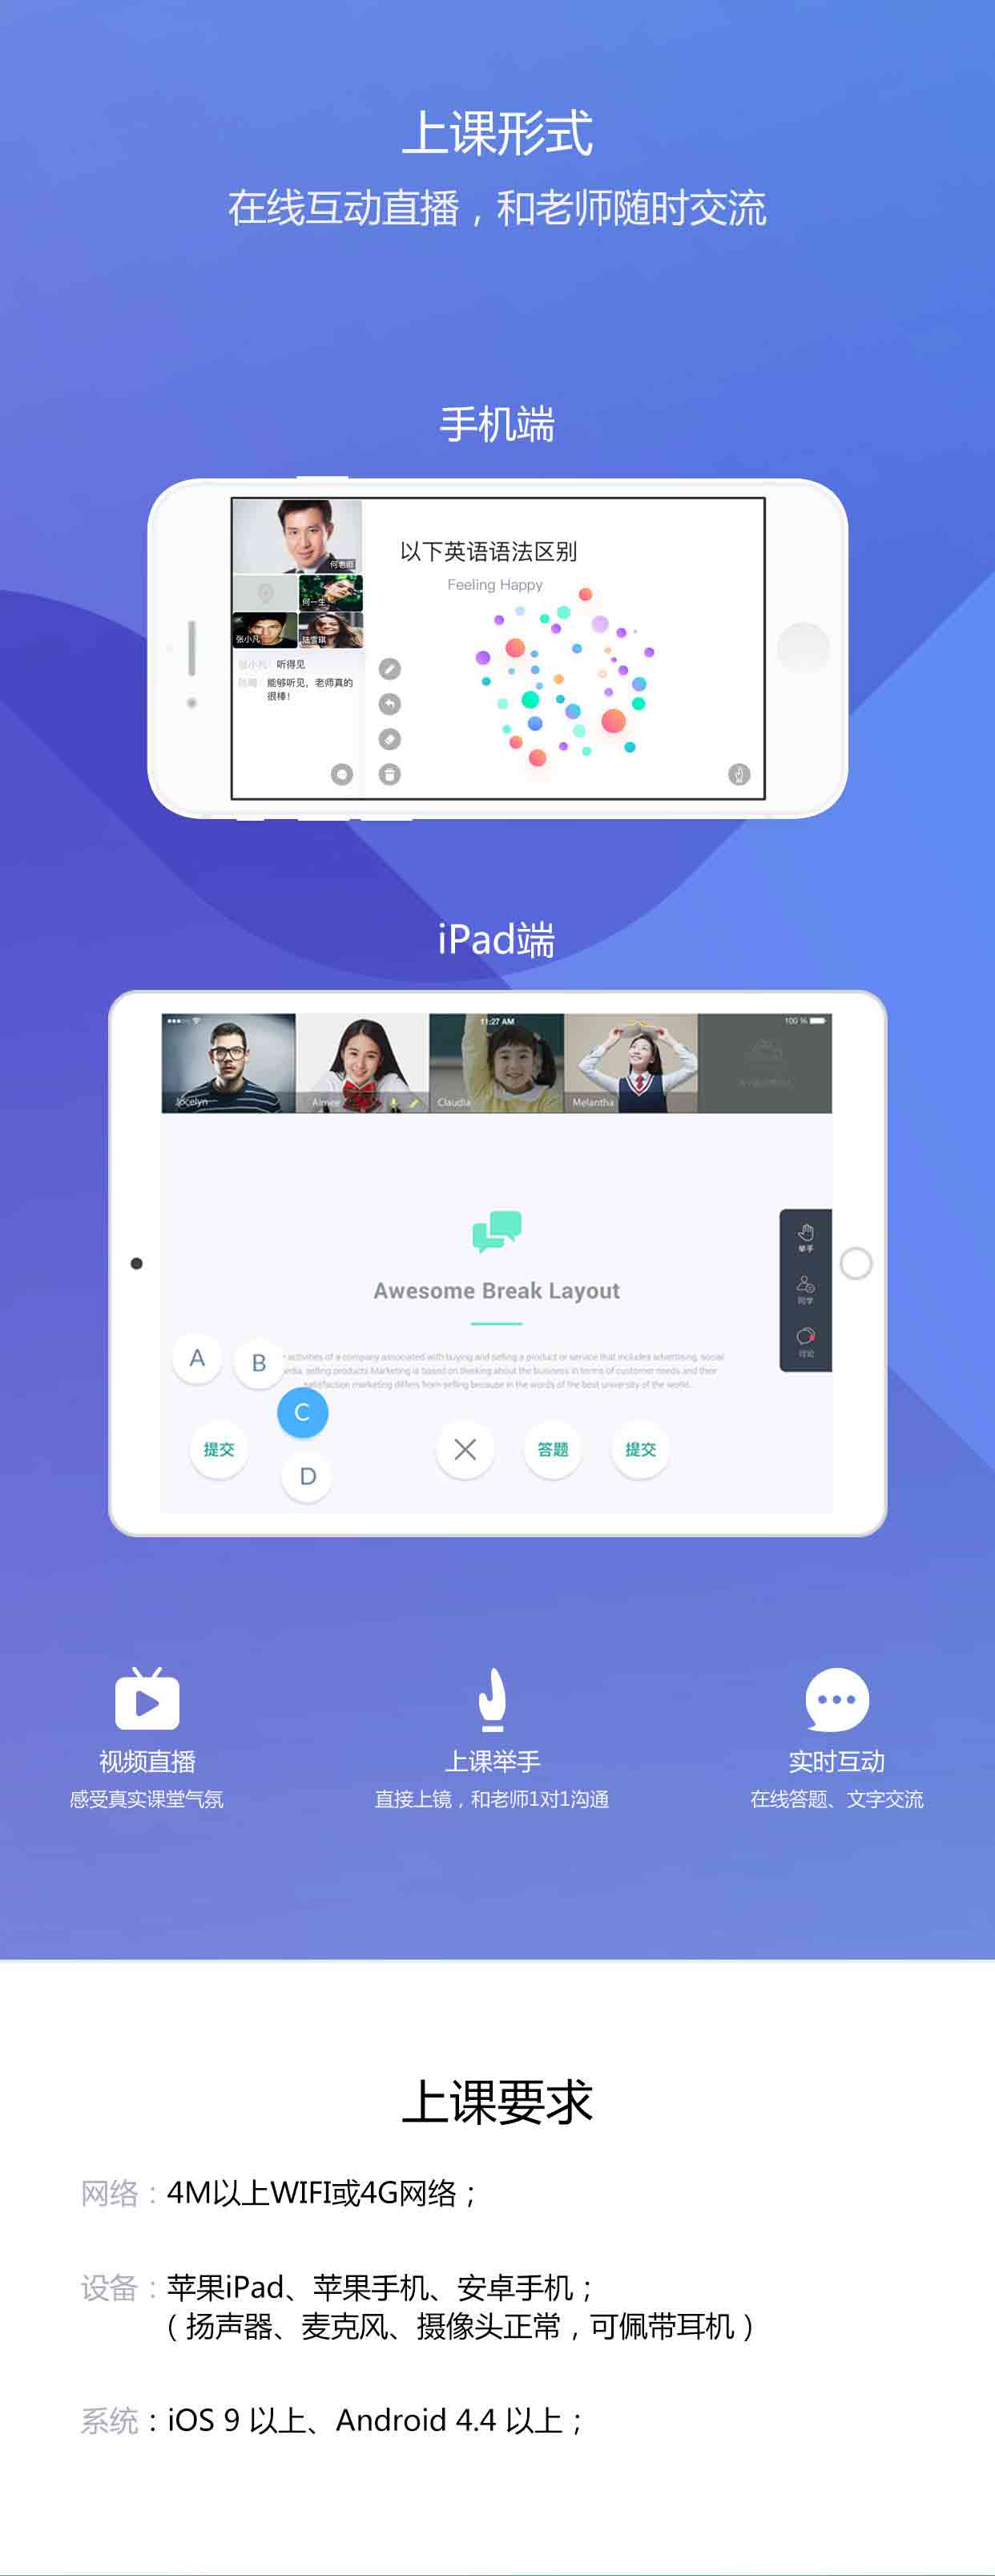 上课形式
在线互动直播，和老师随时交流
手机端
何老师
何一生
张小凡
陆雪琪
以下英语语法区别
Feeling Happy
张小凡：听得见
能够听见，老师真的
很棒！
iPad端
11:27 AM
100 %
Jocelyn
Aimee
Claudia
Melantha
举手
同学
讨论
Awesome Break Layout
activities of a company associated with buying and selling a product or service that includes advertising, social
media, selling products Marketing is based on thinking about the business in terms of customer needs and their
satisfaction marketing differs from selling because in the words of the best university of the world.
A
B
C
D
提交
答题
提交
视频直播
感受真实课堂气氛
上课举手
直接上镜，和老师1对1沟通
实时互动
在线答题、文字交流
上课要求
网络：4M以上WIFI或4G网络；
设备：苹果iPad、苹果手机、安卓手机；
（扬声器、麦克风、摄像头正常，可佩带耳机）
系统：iOS 9 以上、Android 4.4 以上；